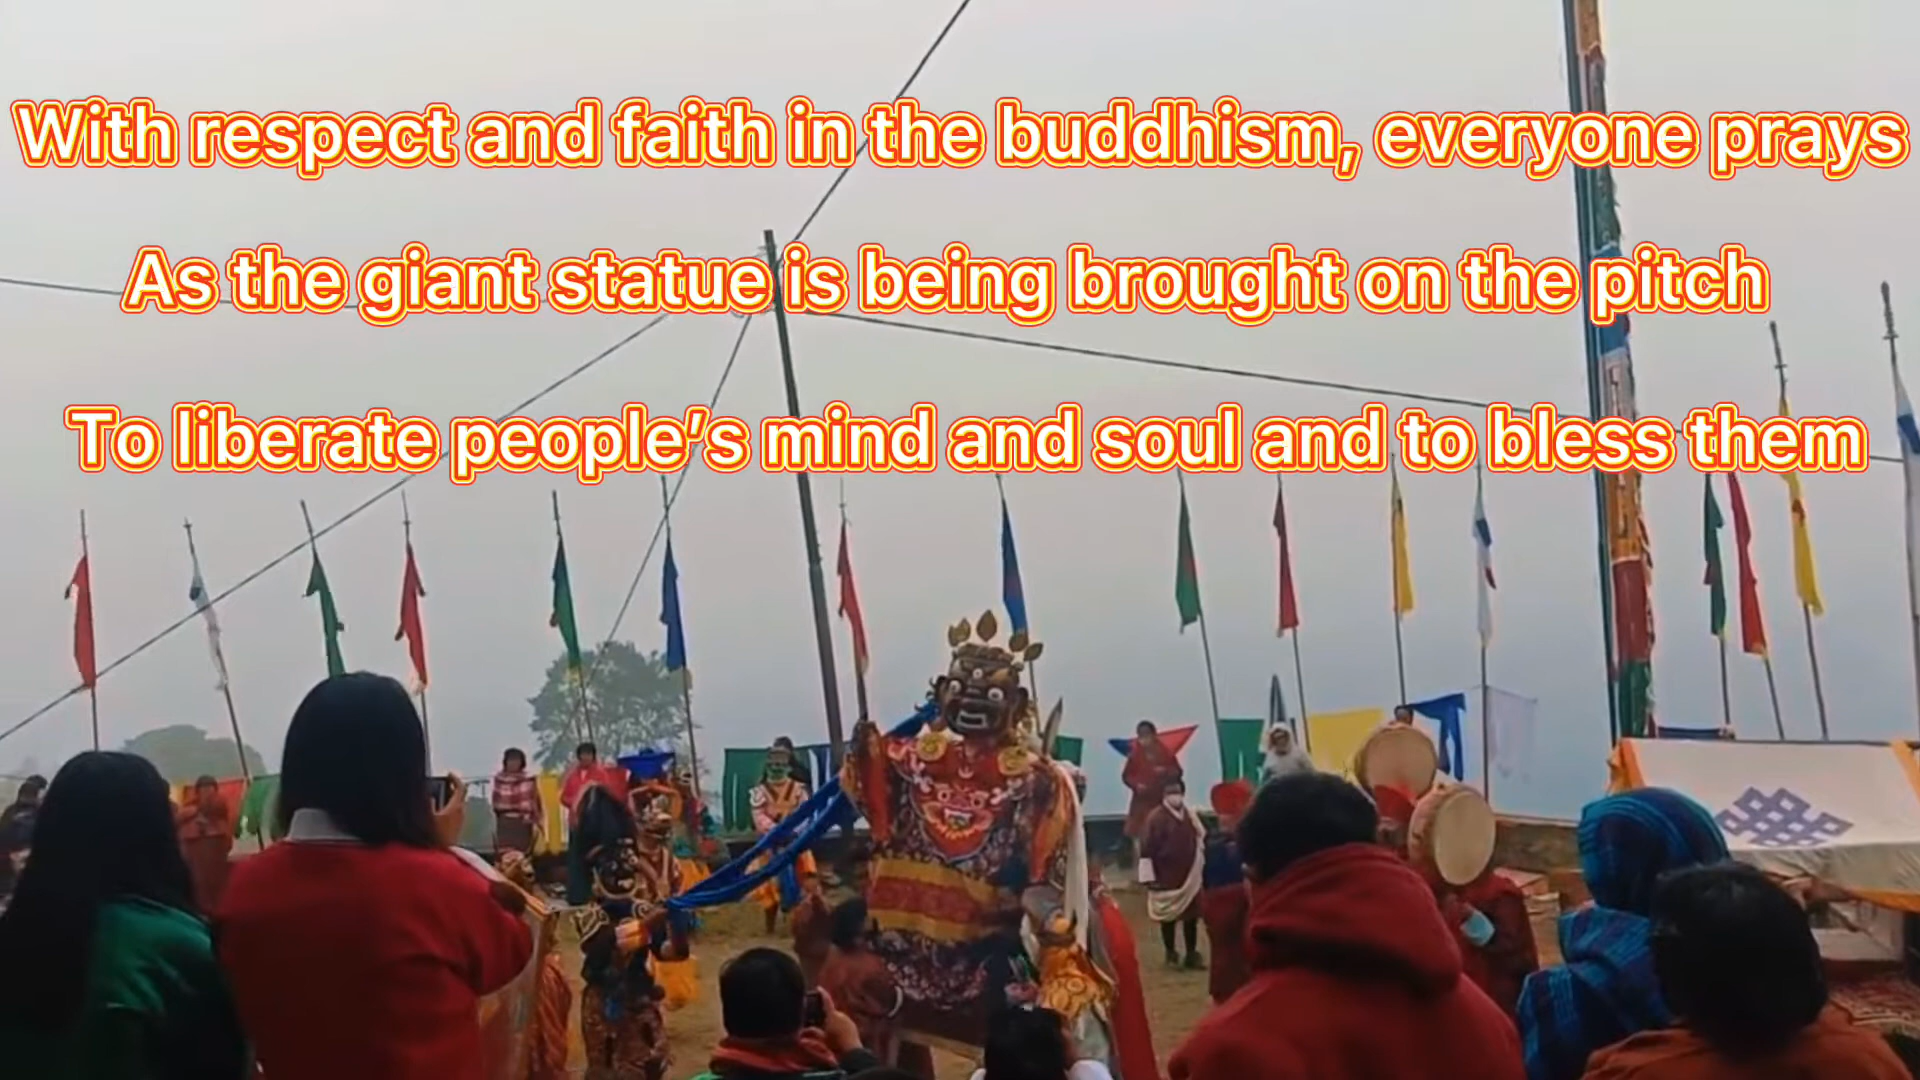 With respect and faith in the buddhism, everyone prays
As the giant statue is being brought on the pitch
To liberate people’s mind and soul and to bless them